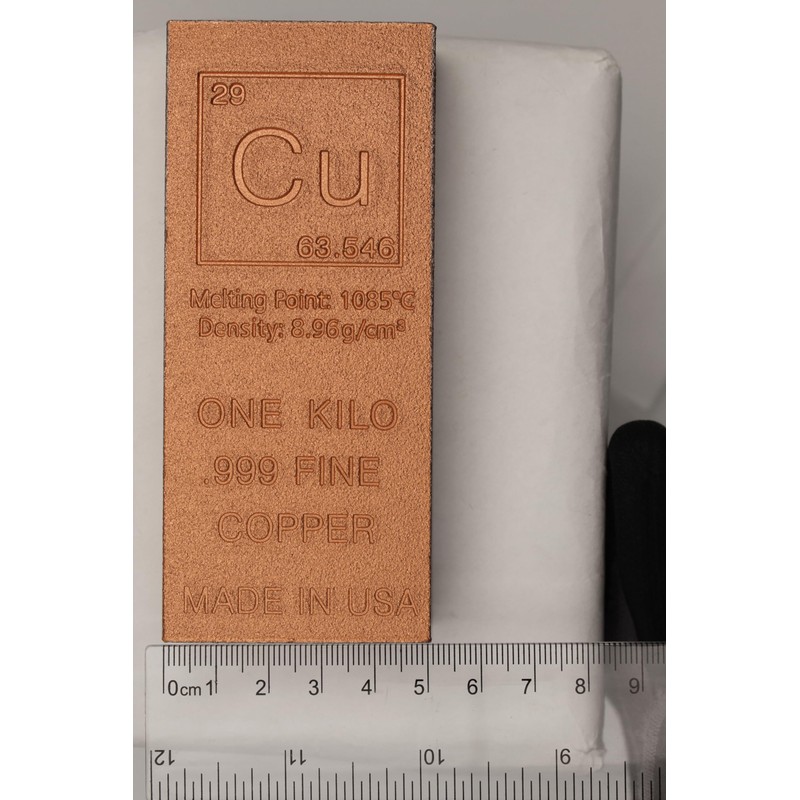 29
Cu
63.546
Melting Point: 1085°C
Density: 8.96g/cm³
ONE KILO
.999 FINE
COPPER
MADE IN USA
0cm 1 2 3 4 5 6 7 8 9
12 11 10 9